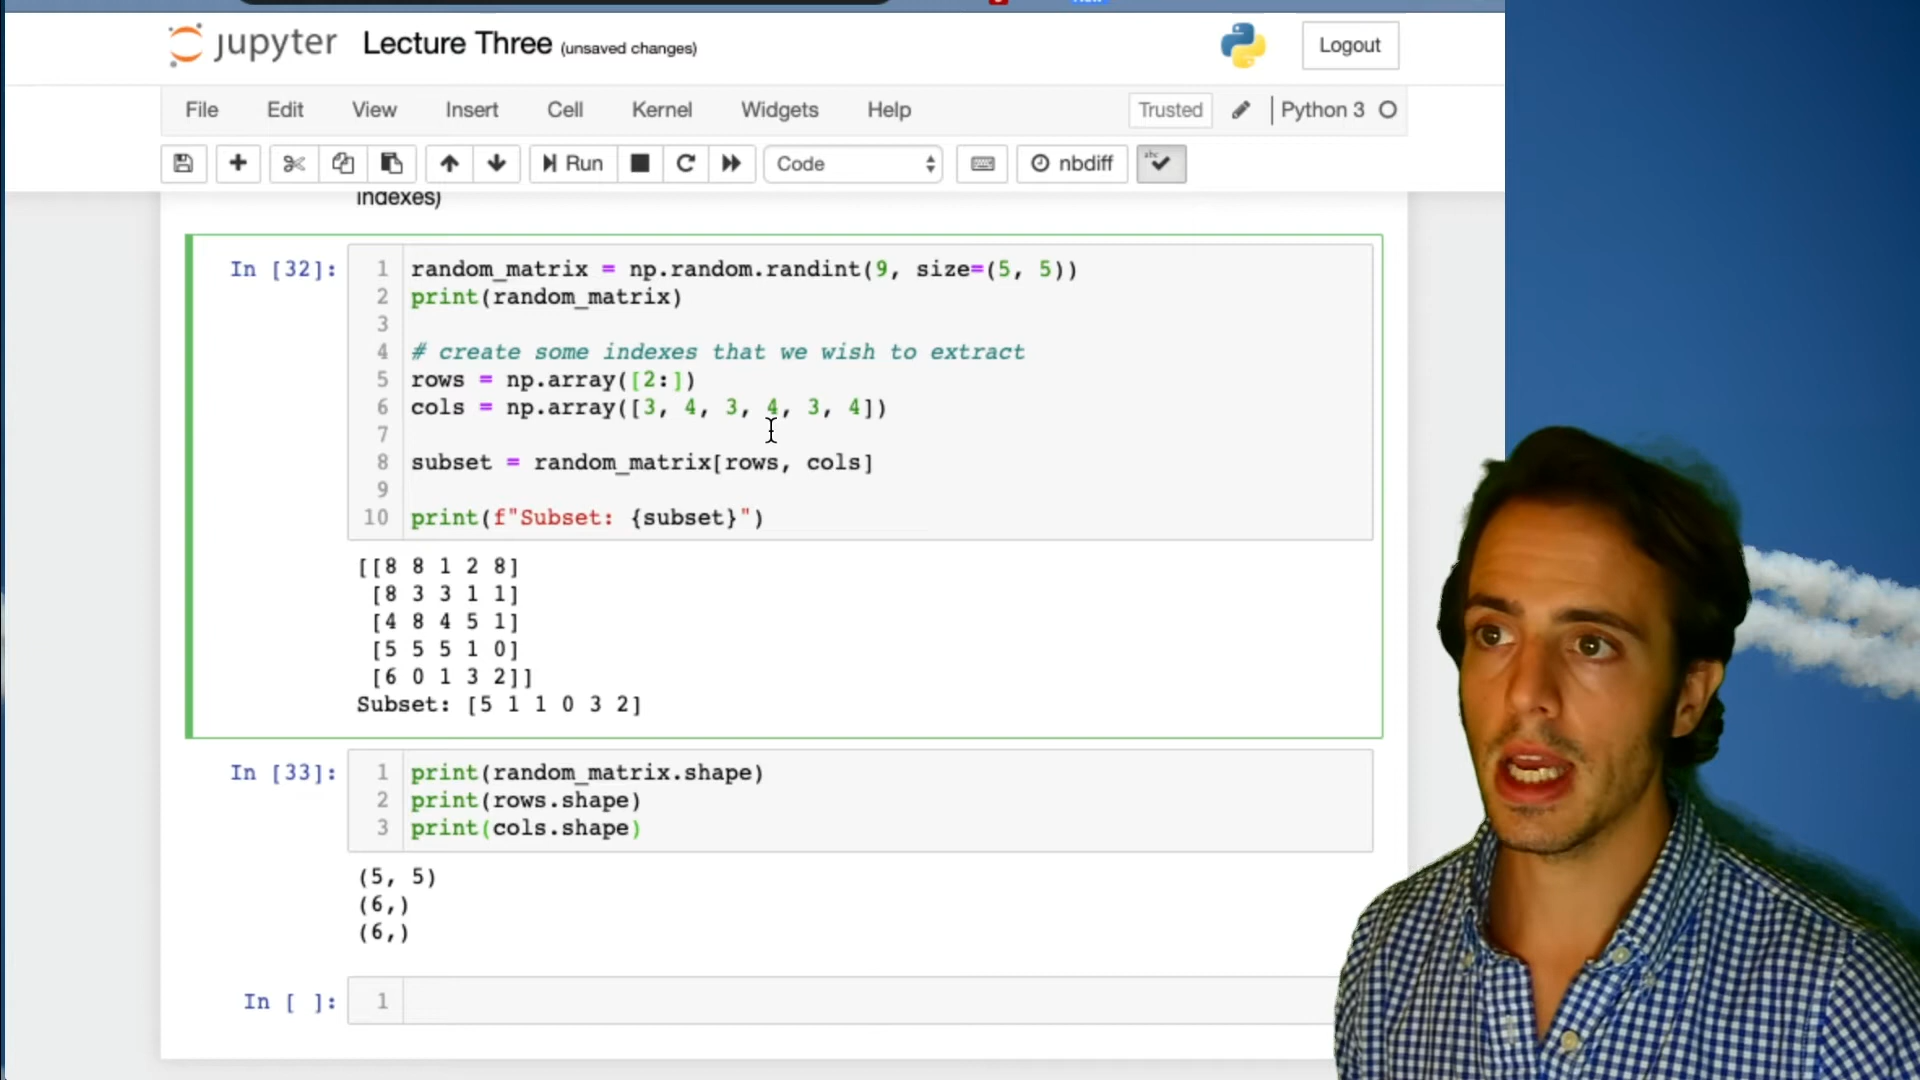 jupyter Lecture Three (unsaved changes)
Logout
File Edit View Insert Cell Kernel Widgets Help Trusted Python 3
Run Code nbdiff abc
indexes)
In [32]:
1 random_matrix = np.random.randint(9, size=(5, 5))
2 print(random_matrix)
3
4 # create some indexes that we wish to extract
5 rows = np.array([2:])
6 cols = np.array([3, 4, 3, 4, 3, 4])
7
8 subset = random_matrix[rows, cols]
9
10 print(f"Subset: {subset}")
[[8 8 1 2 8]
[8 3 3 1 1]
[4 8 4 5 1]
[5 5 5 1 0]
[6 0 1 3 2]]
Subset: [5 1 1 0 3 2]
In [33]:
1 print(random_matrix.shape)
2 print(rows.shape)
3 print(cols.shape)
(5, 5)
(6,)
(6,)
In [ ]: 1